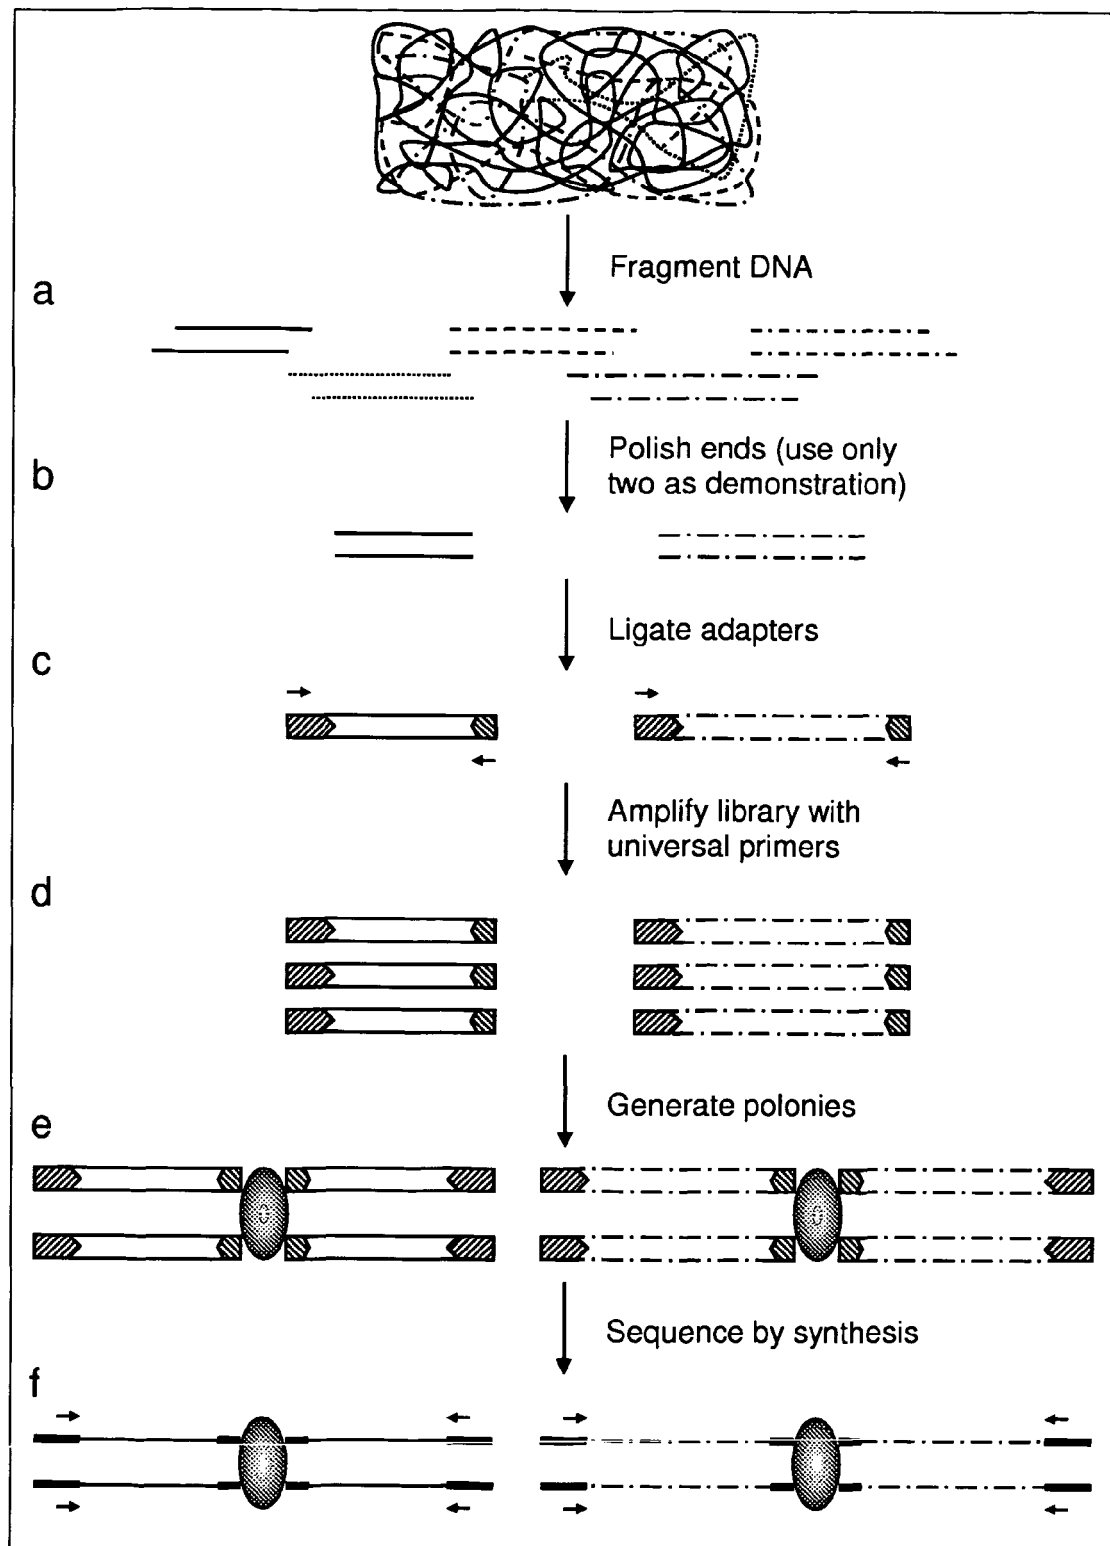 Fragment DNA
a
Polish ends (use only
two as demonstration)
b
Ligate adapters
c
Amplify library with
universal primers
d
Generate polonies
e
Sequence by synthesis
f